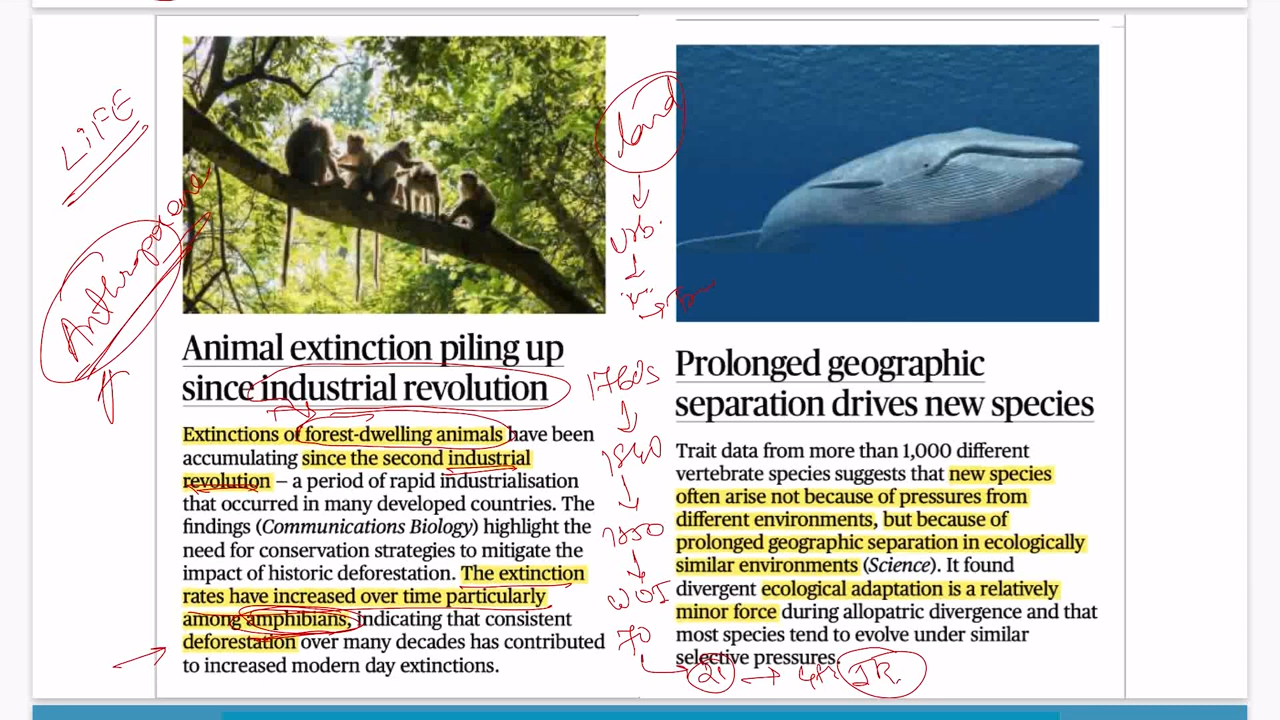 LiFE
Anthropocene
land
Urb.
1760s
1840
1850
WOI
70
21
4th IR
Animal extinction piling up
since industrial revolution
Extinctions of forest-dwelling animals have been
accumulating since the second industrial
revolution – a period of rapid industrialisation
that occurred in many developed countries. The
findings (Communications Biology) highlight the
need for conservation strategies to mitigate the
impact of historic deforestation. The extinction
rates have increased over time particularly
among amphibians, indicating that consistent
deforestation over many decades has contributed
to increased modern day extinctions.
Prolonged geographic
separation drives new species
Trait data from more than 1,000 different
vertebrate species suggests that new species
often arise not because of pressures from
different environments, but because of
prolonged geographic separation in ecologically
similar environments (Science). It found
divergent ecological adaptation is a relatively
minor force during allopatric divergence and that
most species tend to evolve under similar
selective pressures.